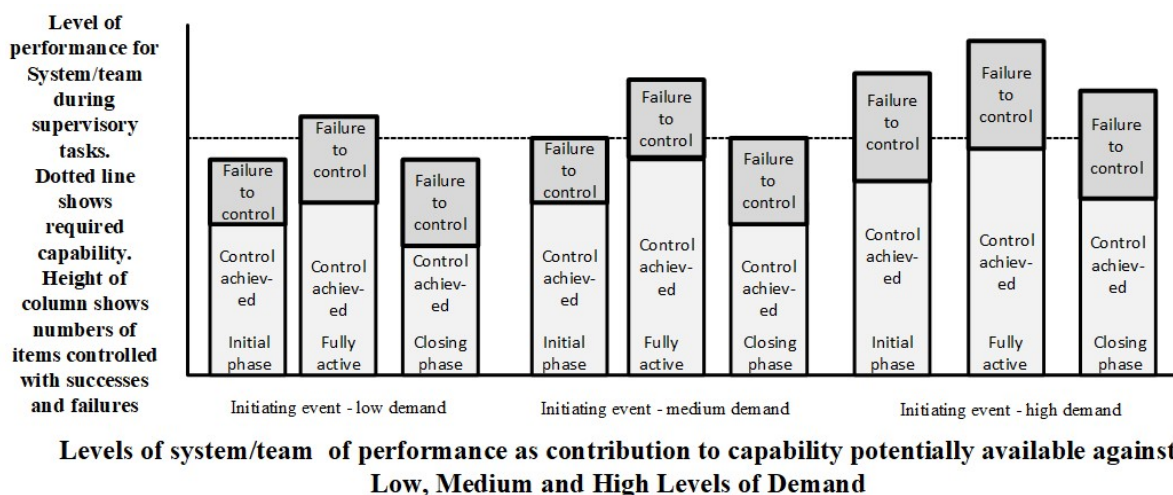 Level of
performance for
System/team
during
supervisory
tasks.
Dotted line
shows
required
capability.
Height of
column shows
numbers of
items controlled
with successes
and failures
Failure
to
control
Control
achiev-
ed
Initial
phase
Failure
to
control
Control
achiev-
ed
Fully
active
Failure
to
control
Control
achiev-
ed
Closing
phase
Initiating event - low demand
Failure
to
control
Control
achiev-
ed
Initial
phase
Failure
to
control
Control
achiev-
ed
Fully
active
Failure
to
control
Control
achiev-
ed
Closing
phase
Initiating event - medium demand
Failure
to
control
Control
achiev-
ed
Initial
phase
Failure
to
control
Control
achiev-
ed
Fully
active
Failure
to
control
Control
achiev-
ed
Closing
phase
Initiating event - high demand
Levels of system/team of performance as contribution to capability potentially available against
Low, Medium and High Levels of Demand